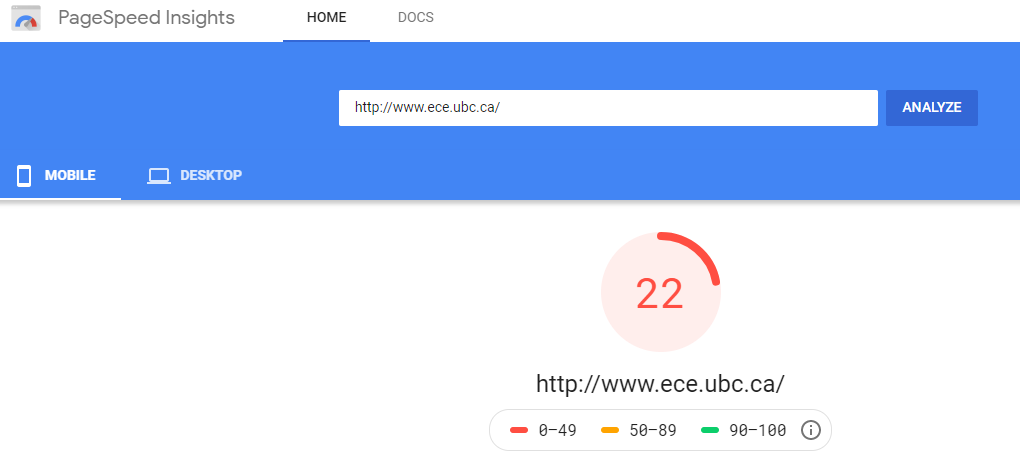 PageSpeed Insights HOME DOCS
http://www.ece.ubc.ca/ ANALYZE
MOBILE DESKTOP
22
http://www.ece.ubc.ca/
0–49 50–89 90–100